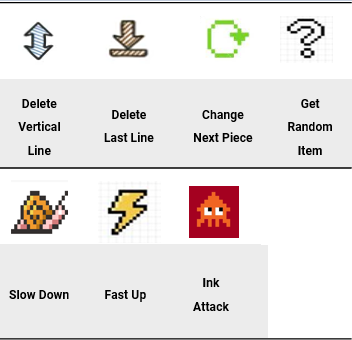 Delete
Vertical
Line
Delete
Last Line
Change
Next Piece
Get
Random
Item
Slow Down
Fast Up
Ink
Attack